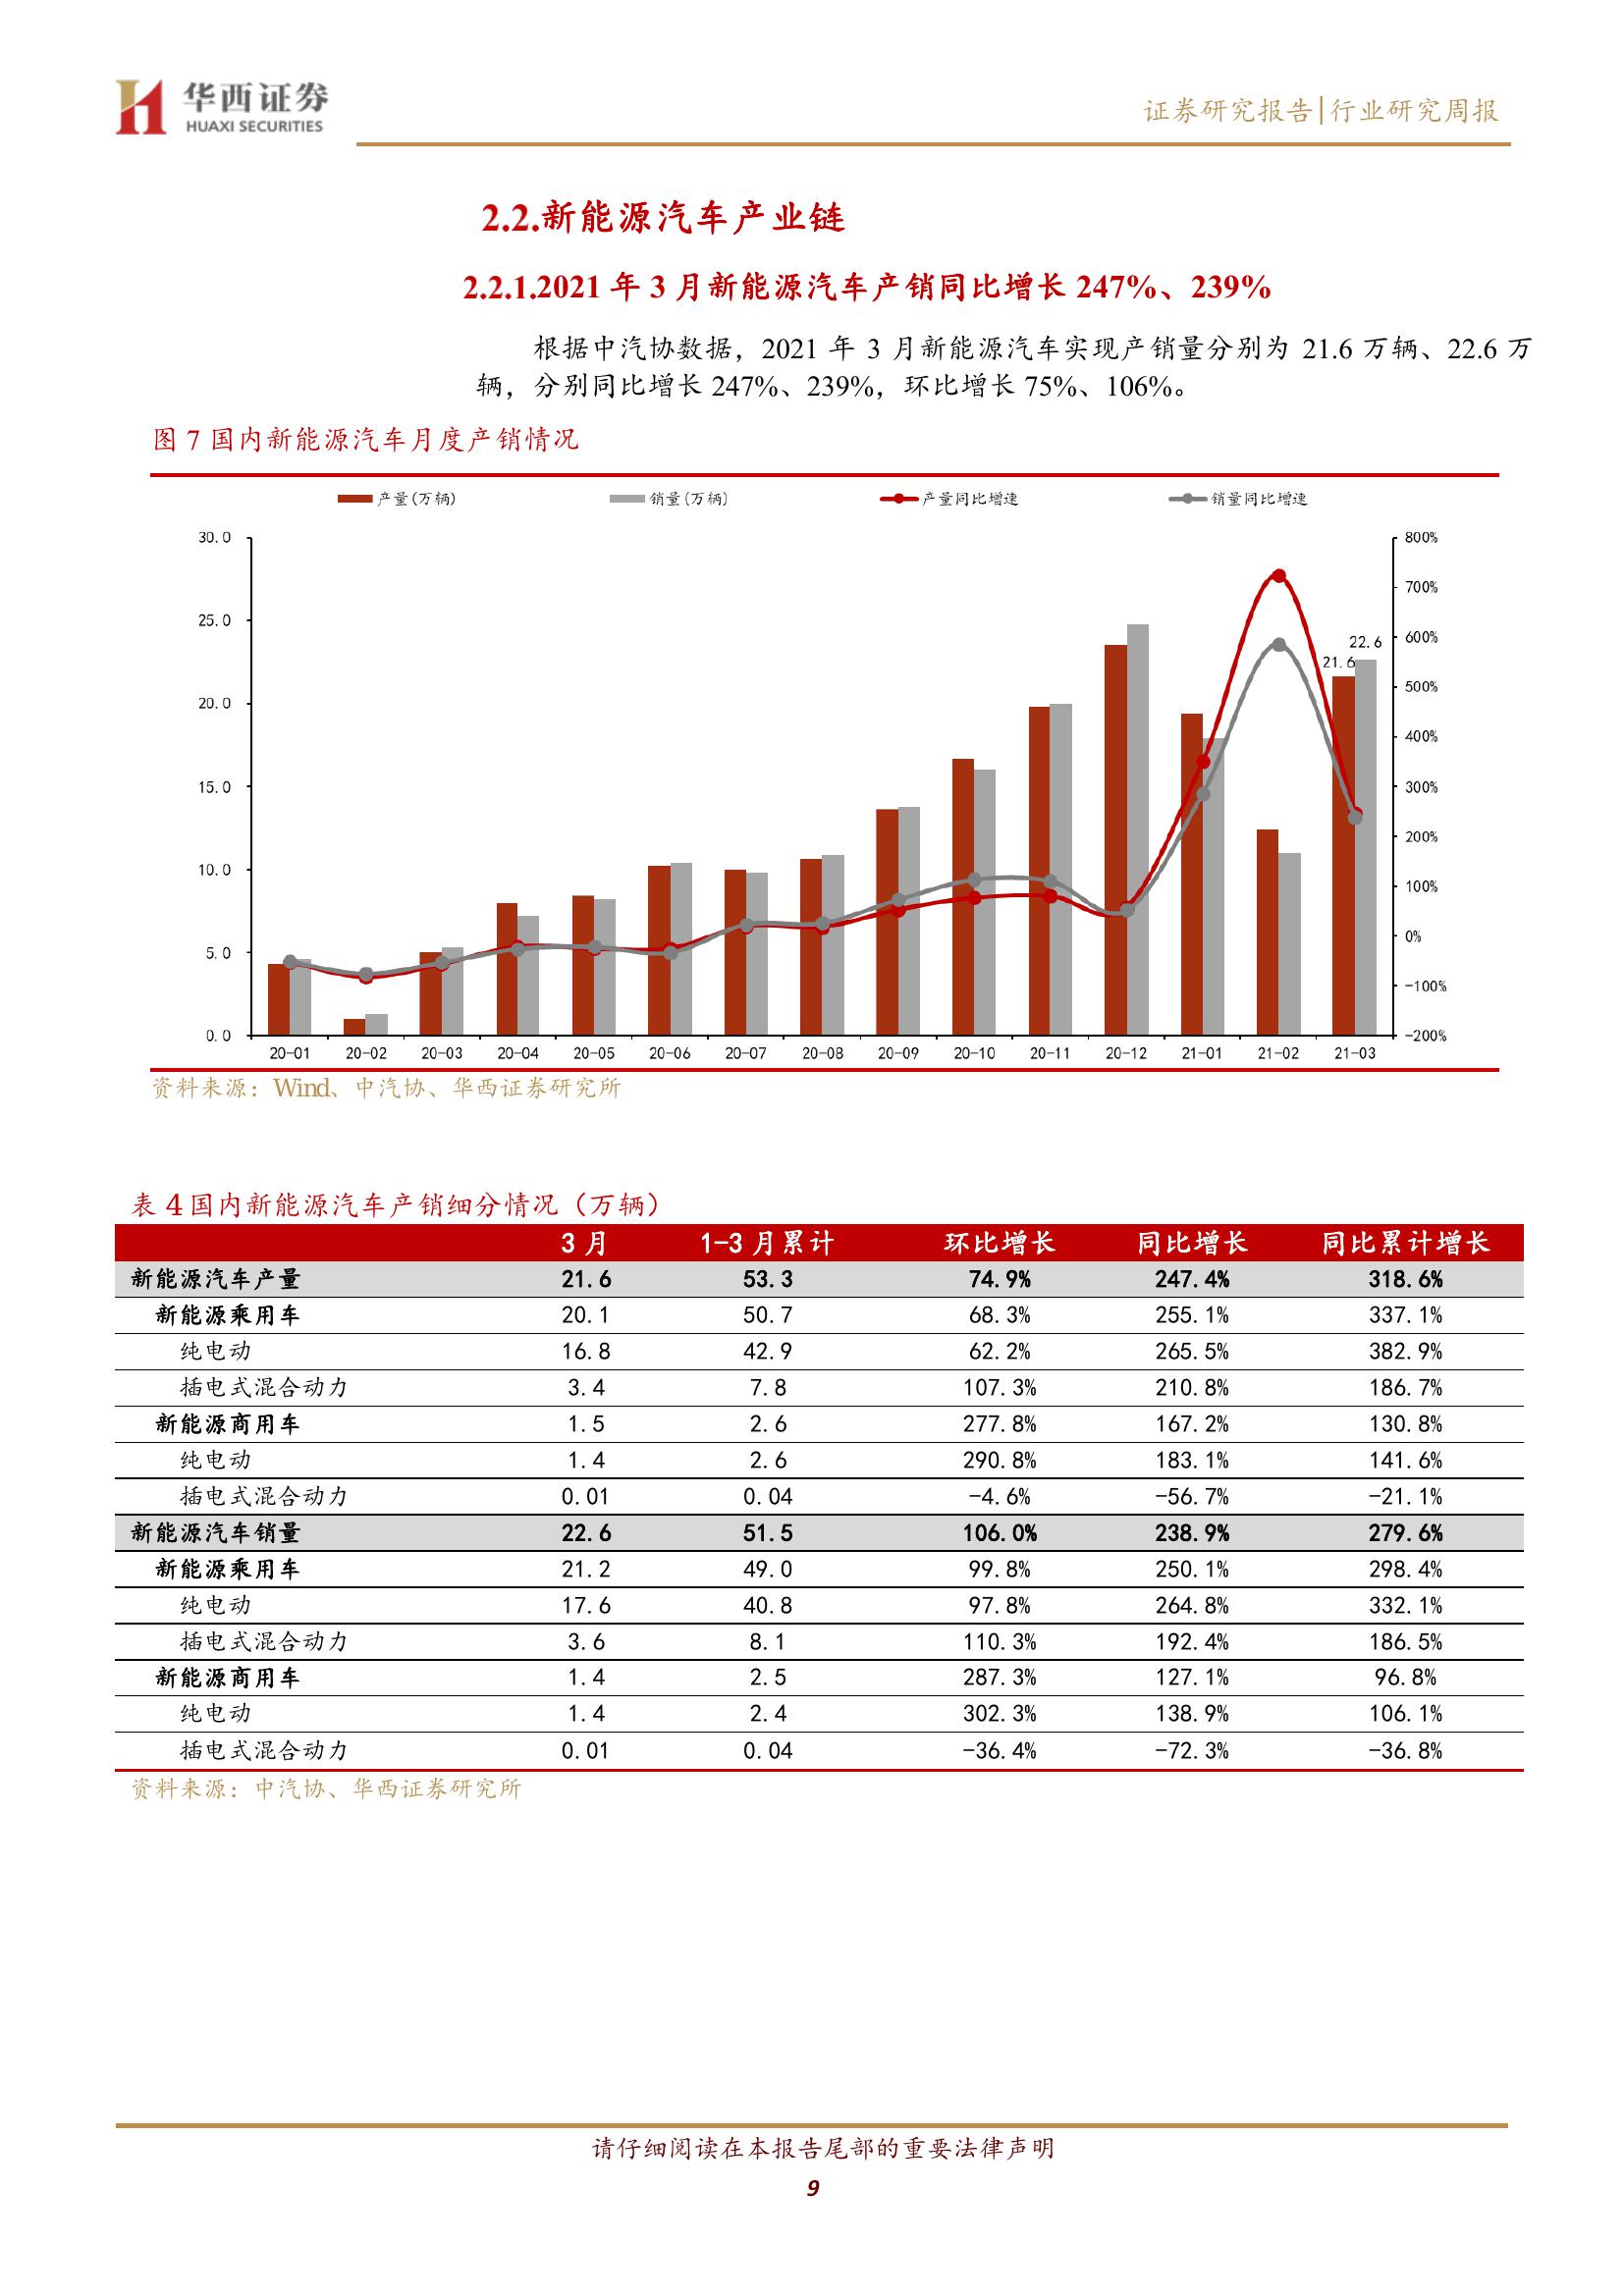 华西证券
HUAXI SECURITIES
证券研究报告|行业研究周报
2.2.新能源汽车产业链
2.2.1.2021 年 3 月新能源汽车产销同比增长 247%、239%
根据中汽协数据，2021 年 3 月新能源汽车实现产销量分别为 21.6 万辆、22.6 万
辆，分别同比增长 247%、239%，环比增长 75%、106%。
图 7 国内新能源汽车月度产销情况
产量(万辆) 销量(万辆) 产量同比增速 销量同比增速
30.0 800%
700%
25.0 600%
22.6
21.6
500%
20.0
400%
15.0 300%
200%
10.0
100%
0%
5.0
-100%
0.0 -200%
20-01 20-02 20-03 20-04 20-05 20-06 20-07 20-08 20-09 20-10 20-11 20-12 21-01 21-02 21-03
资料来源：Wind、中汽协、华西证券研究所
表 4 国内新能源汽车产销细分情况（万辆）
3 月 1-3 月累计 环比增长 同比增长 同比累计增长
新能源汽车产量 21.6 53.3 74.9% 247.4% 318.6%
新能源乘用车 20.1 50.7 68.3% 255.1% 337.1%
纯电动 16.8 42.9 62.2% 265.5% 382.9%
插电式混合动力 3.4 7.8 107.3% 210.8% 186.7%
新能源商用车 1.5 2.6 277.8% 167.2% 130.8%
纯电动 1.4 2.6 290.8% 183.1% 141.6%
插电式混合动力 0.01 0.04 -4.6% -56.7% -21.1%
新能源汽车销量 22.6 51.5 106.0% 238.9% 279.6%
新能源乘用车 21.2 49.0 99.8% 250.1% 298.4%
纯电动 17.6 40.8 97.8% 264.8% 332.1%
插电式混合动力 3.6 8.1 110.3% 192.4% 186.5%
新能源商用车 1.4 2.5 287.3% 127.1% 96.8%
纯电动 1.4 2.4 302.3% 138.9% 106.1%
插电式混合动力 0.01 0.04 -36.4% -72.3% -36.8%
资料来源：中汽协、华西证券研究所
请仔细阅读在本报告尾部的重要法律声明
9